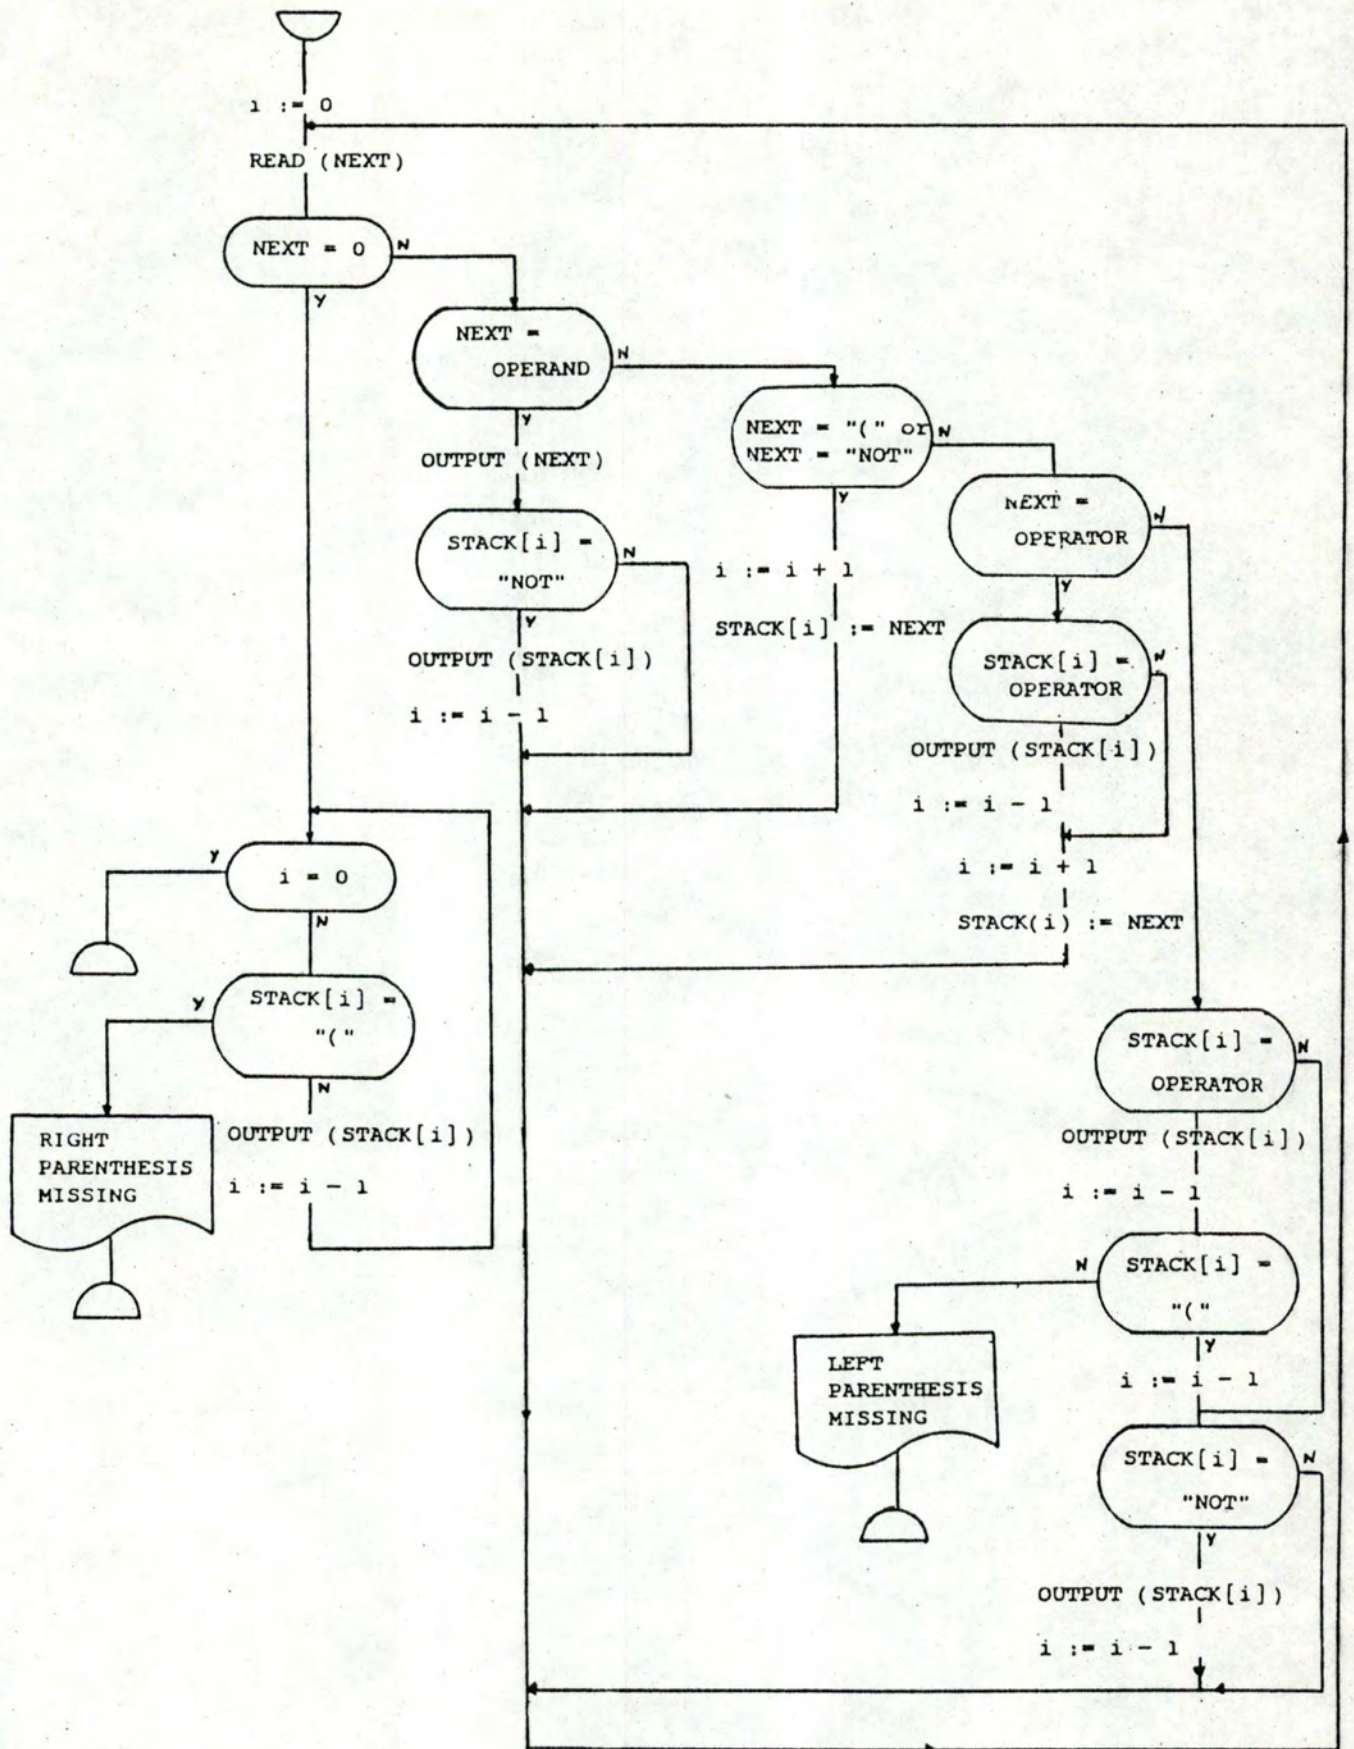 i := 0
READ (NEXT)
NEXT = 0
N
Y
NEXT =
OPERAND
N
Y
OUTPUT (NEXT)
STACK[i] =
"NOT"
N
Y
OUTPUT (STACK[i])
i := i - 1
NEXT = "(" or
NEXT = "NOT"
N
Y
i := i + 1
STACK[i] := NEXT
NEXT =
OPERATOR
N
Y
STACK[i] =
OPERATOR
N
OUTPUT (STACK[i])
i := i - 1
i := i + 1
STACK(i) := NEXT
i = 0
Y
N
STACK[i] =
"("
Y
N
RIGHT
PARENTHESIS
MISSING
OUTPUT (STACK[i])
i := i - 1
STACK[i] =
OPERATOR
N
OUTPUT (STACK[i])
i := i - 1
STACK[i] =
"("
N
Y
LEFT
PARENTHESIS
MISSING
i := i - 1
STACK[i] =
"NOT"
N
Y
OUTPUT (STACK[i])
i := i - 1